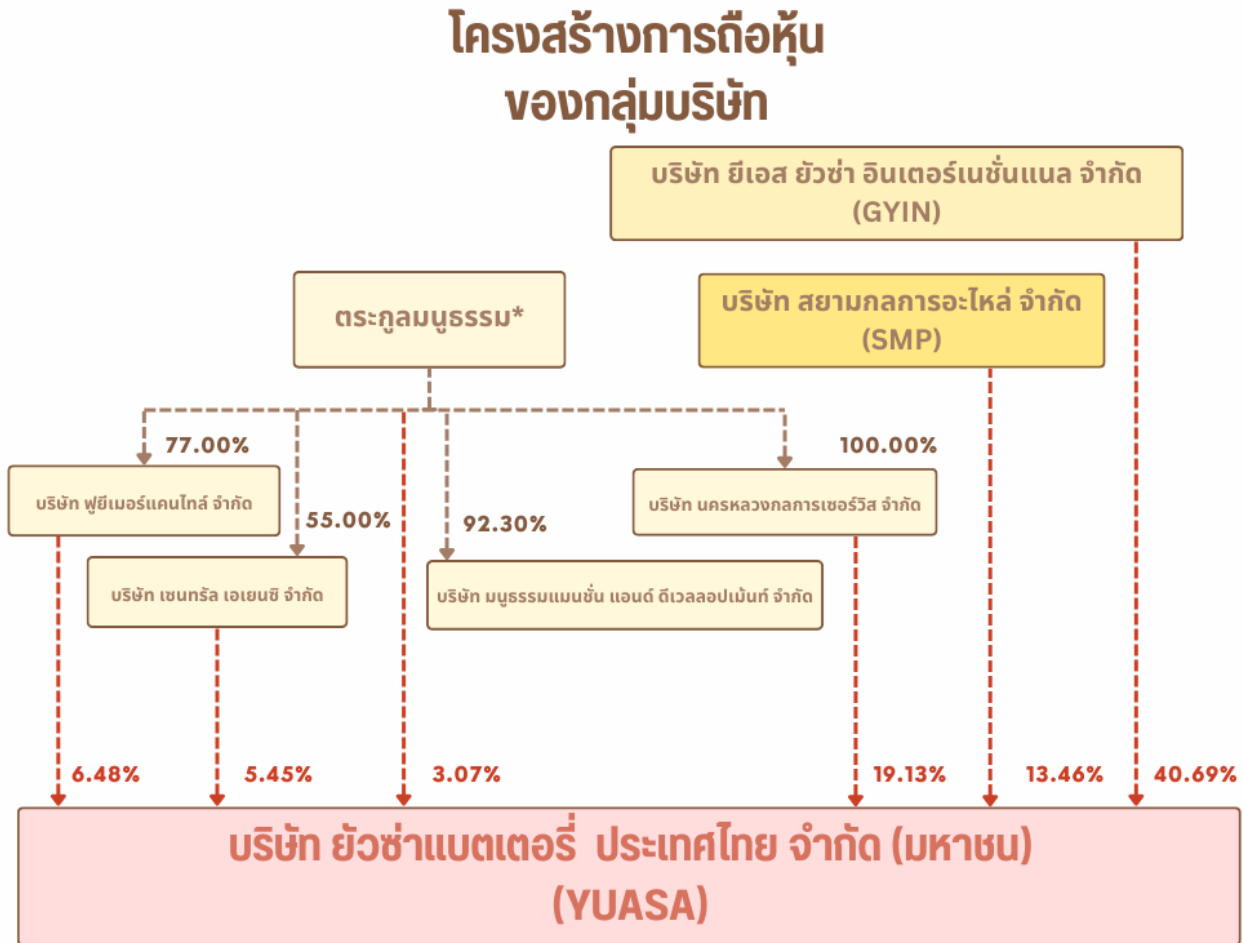 โครงสร้างการถือหุ้น
ของกลุ่มบริษัท
บริษัท ยีเอส ยัวซ่า อินเตอร์เนชั่นแนล จำกัด
(GYIN)
ตระกูลมนูธรรม*
บริษัท สยามกลการอะไหล่ จำกัด
(SMP)
77.00%
100.00%
บริษัท ฟูยีเมอร์แคนไทล์ จำกัด
บริษัท นครหลวงกลการเซอร์วิส จำกัด
55.00%
92.30%
บริษัท เซนทรัล เอเยนซิ จำกัด
บริษัท มนูธรรมแมนชั่น แอนด์ ดีเวลลอปเม้นท์ จำกัด
6.48%
5.45%
3.07%
19.13%
13.46%
40.69%
บริษัท ยัวซ่าแบตเตอรี่ ประเทศไทย จำกัด (มหาชน)
(YUASA)